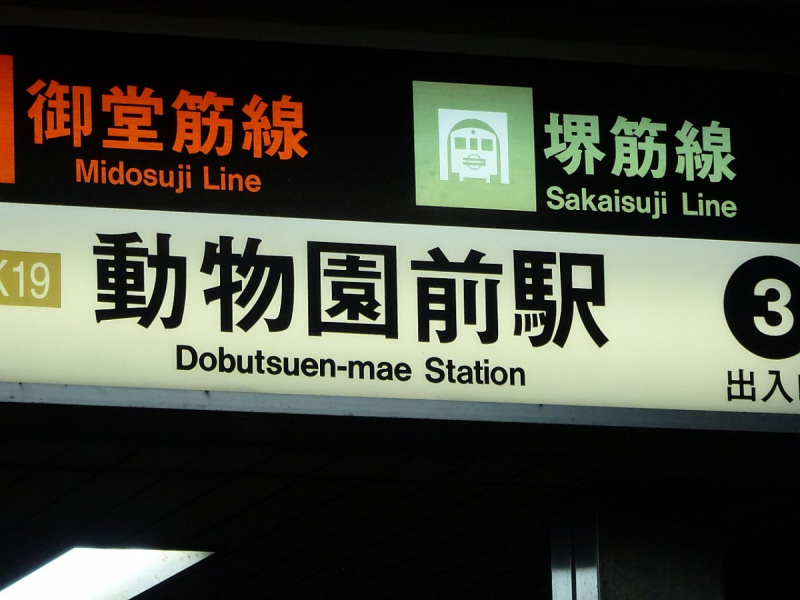 御堂筋線
Midosuji Line
堺筋線
Sakaisuji Line
K19
動物園前駅
Dobutsuen-mae Station
3
出入